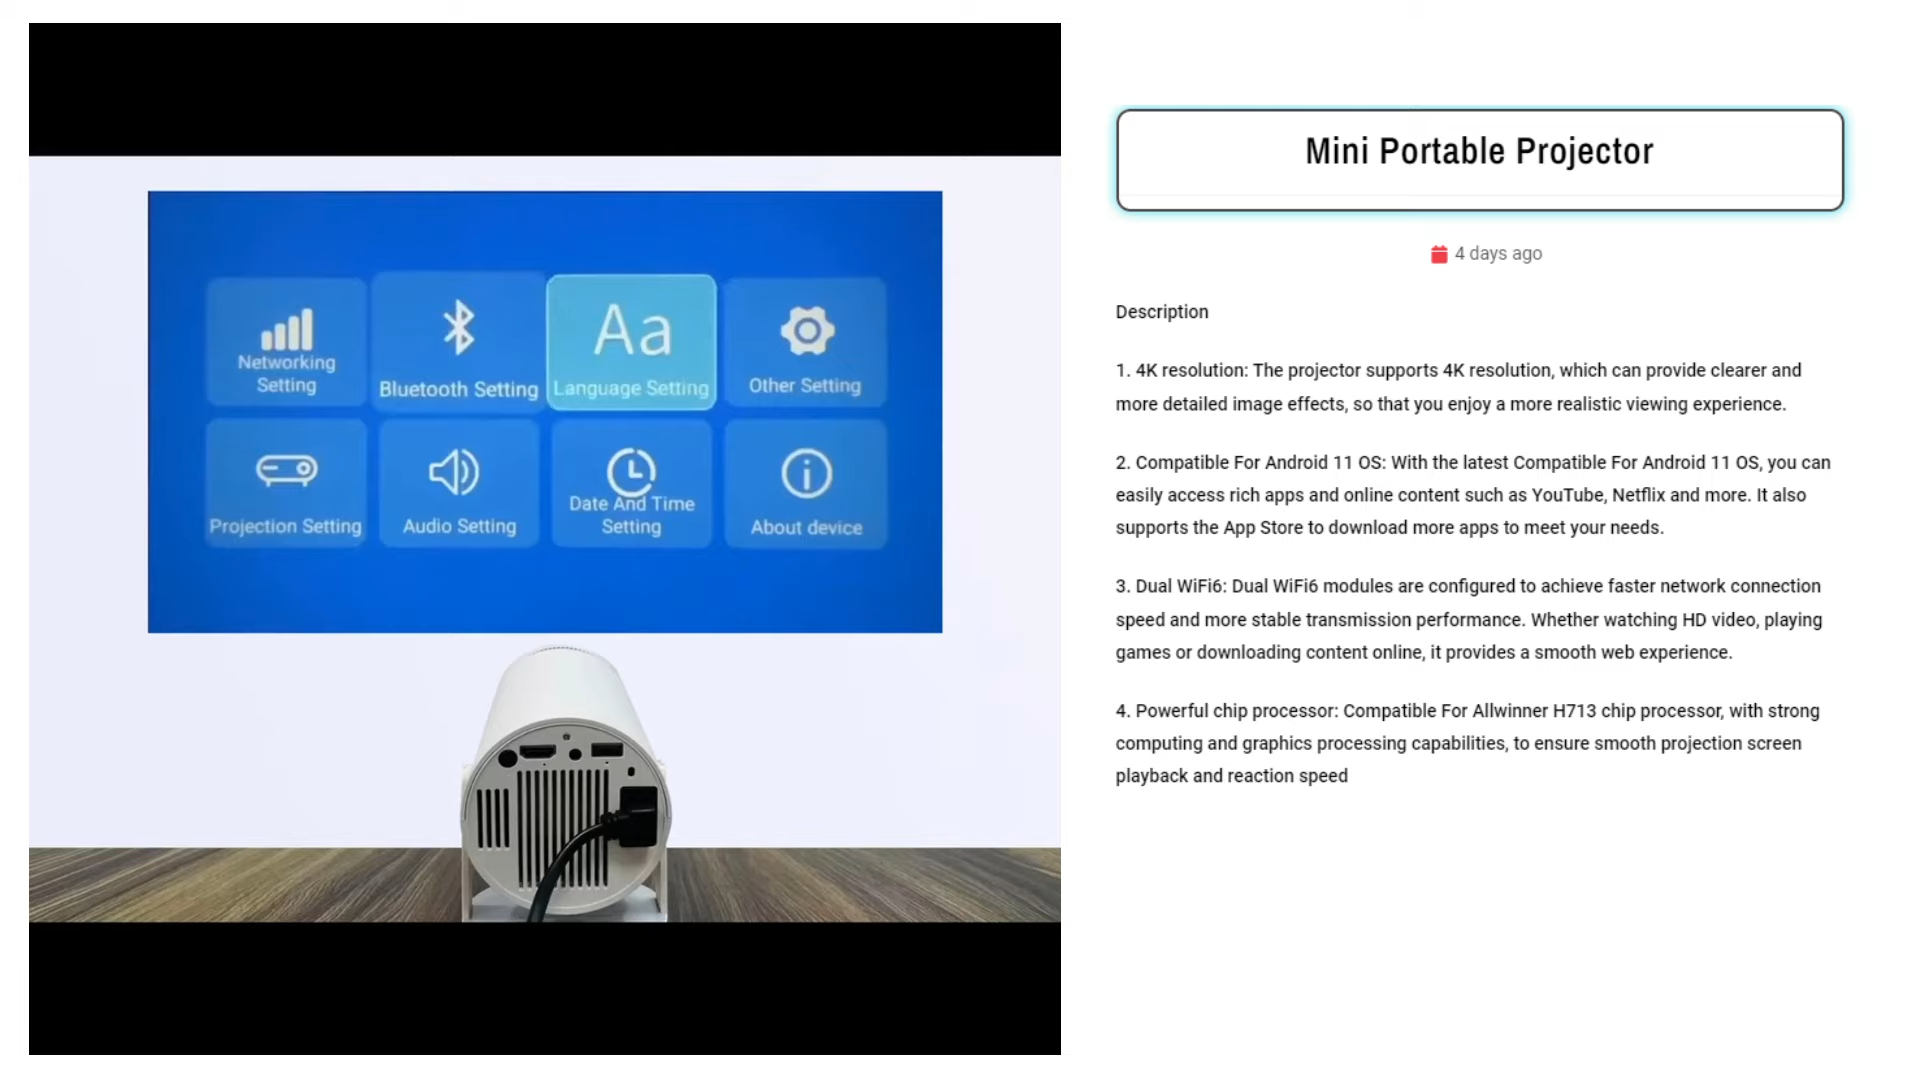 Networking
Setting
Bluetooth Setting
Aa
Language Setting
Other Setting
Projection Setting
Audio Setting
Date And Time
Setting
About device
Mini Portable Projector
4 days ago
Description
1. 4K resolution: The projector supports 4K resolution, which can provide clearer and
more detailed image effects, so that you enjoy a more realistic viewing experience.
2. Compatible For Android 11 OS: With the latest Compatible For Android 11 OS, you can
easily access rich apps and online content such as YouTube, Netflix and more. It also
supports the App Store to download more apps to meet your needs.
3. Dual WiFi6: Dual WiFi6 modules are configured to achieve faster network connection
speed and more stable transmission performance. Whether watching HD video, playing
games or downloading content online, it provides a smooth web experience.
4. Powerful chip processor: Compatible For Allwinner H713 chip processor, with strong
computing and graphics processing capabilities, to ensure smooth projection screen
playback and reaction speed